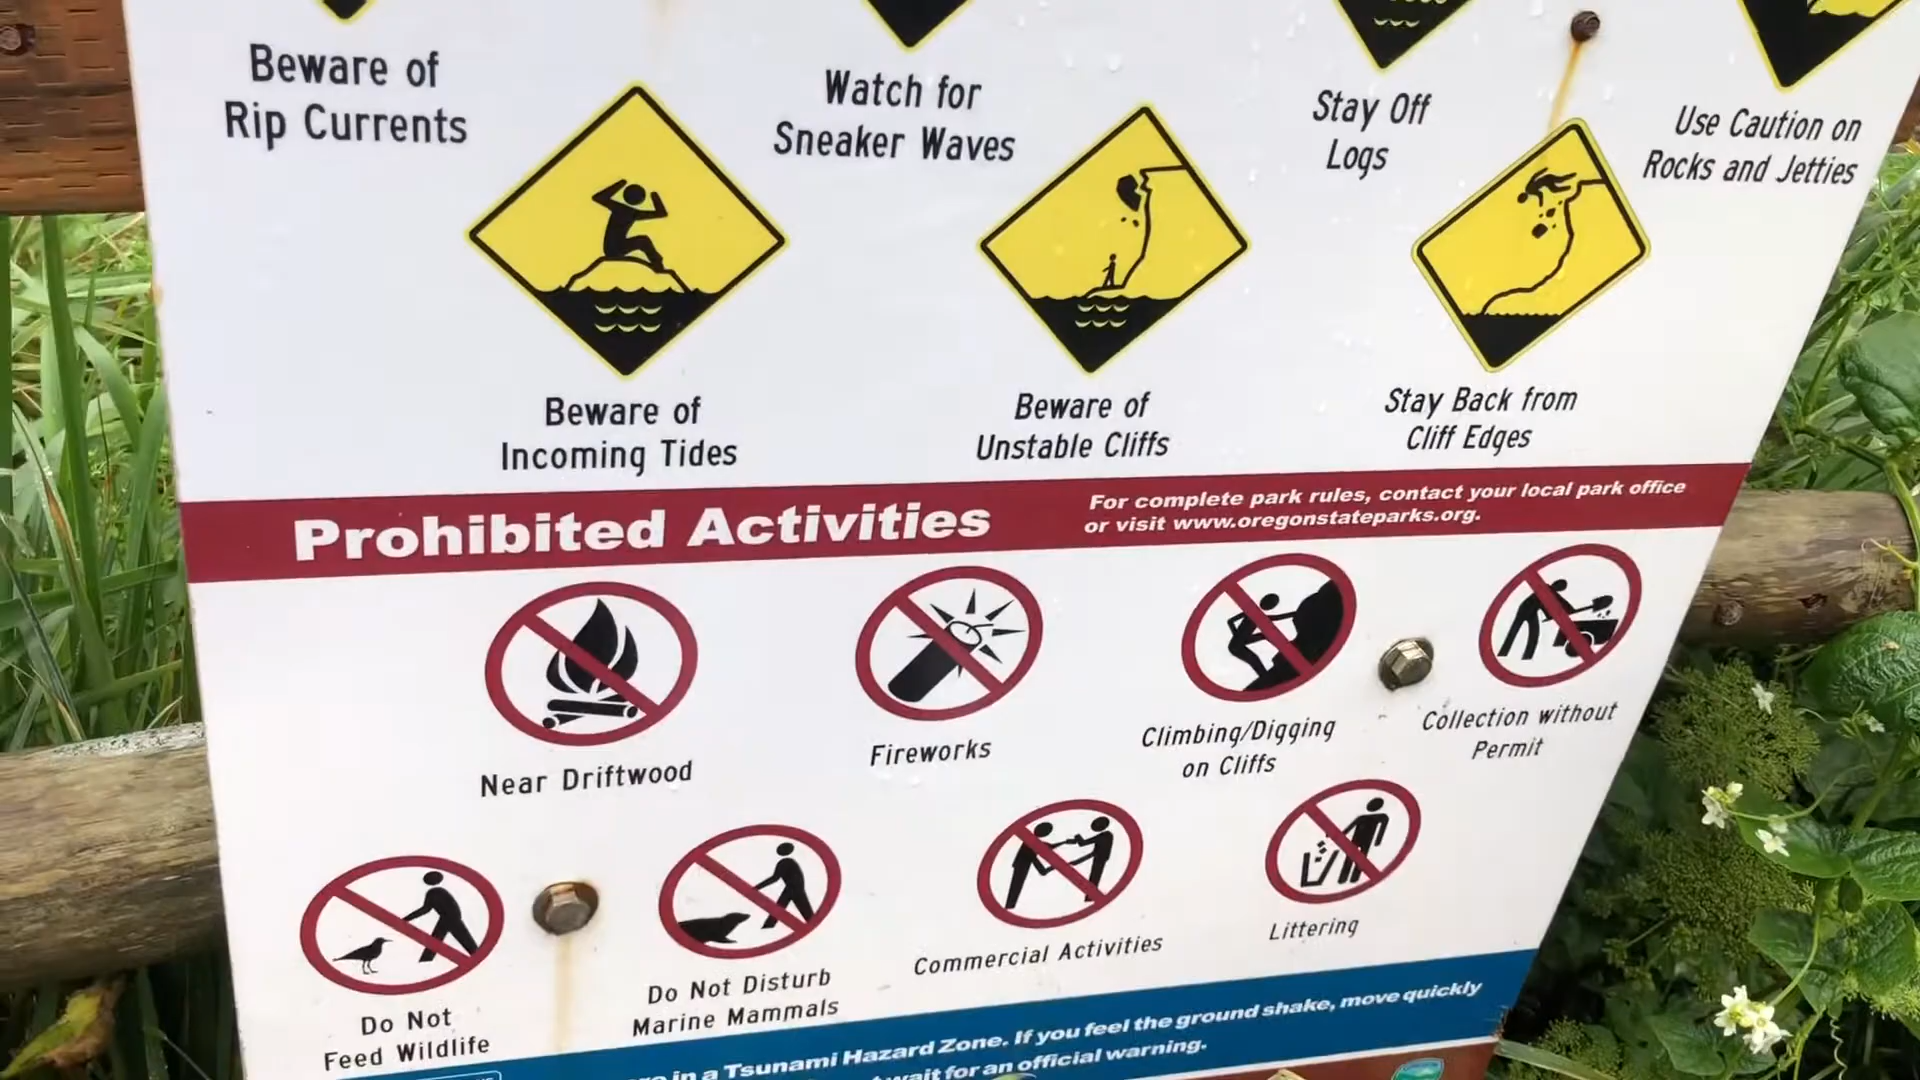 Beware of
Rip Currents
Watch for
Sneaker Waves
Stay Off
Logs
Use Caution on
Rocks and Jetties
Beware of
Incoming Tides
Beware of
Unstable Cliffs
Stay Back from
Cliff Edges
Prohibited Activities
For complete park rules, contact your local park office
or visit www.oregonstateparks.org.
Near Driftwood
Fireworks
Climbing/Digging
on Cliffs
Collection without
Permit
Do Not
Feed Wildlife
Do Not Disturb
Marine Mammals
Commercial Activities
Littering
in a Tsunami Hazard Zone. If you feel the ground shake, move quickly
wait for an official warning.